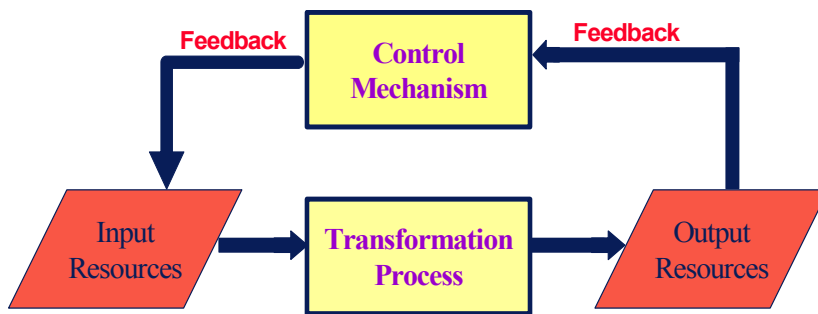 Feedback
Control
Mechanism
Feedback
Input
Resources
Transformation
Process
Output
Resources